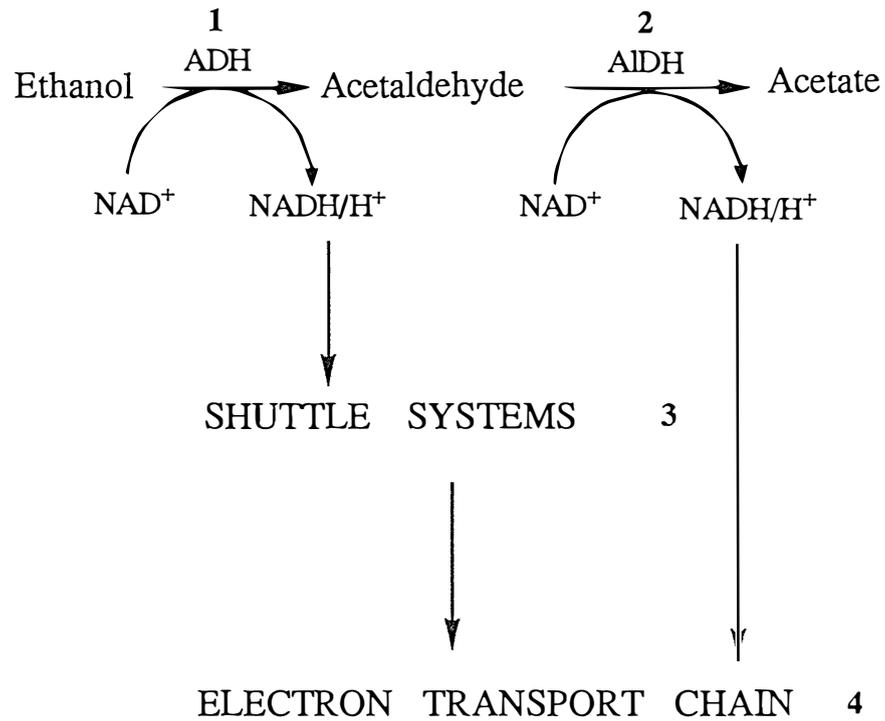 1 2
ADH AlDH
Ethanol Acetaldehyde Acetate
NAD⁺ NADH/H⁺ NAD⁺ NADH/H⁺
SHUTTLE SYSTEMS 3
ELECTRON TRANSPORT CHAIN 4